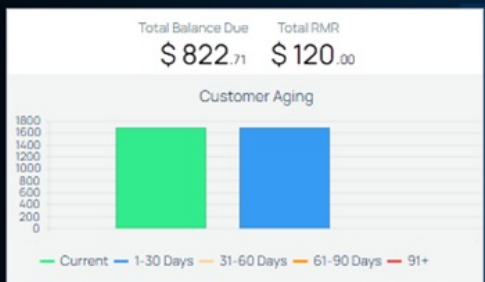 Total Balance Due Total RMR
$ 822.71 $ 120.00
Customer Aging
1800
1600
1400
1200
1000
800
600
400
200
0
Current 1-30 Days 31-60 Days 61-90 Days 91+